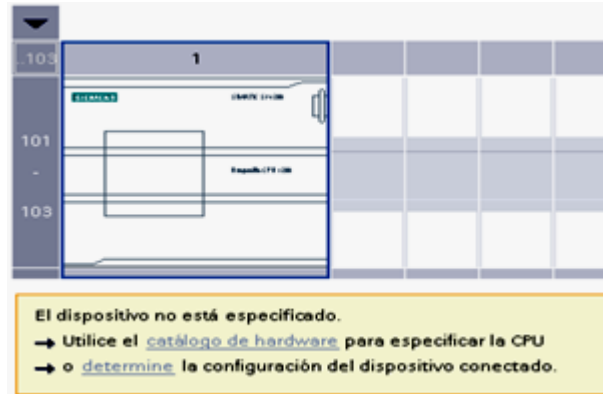 ..103
1
SIEMENS
101
-
103
El dispositivo no está especificado.
→ Utilice el catálogo de hardware para especificar la CPU
→ o determine la configuración del dispositivo conectado.